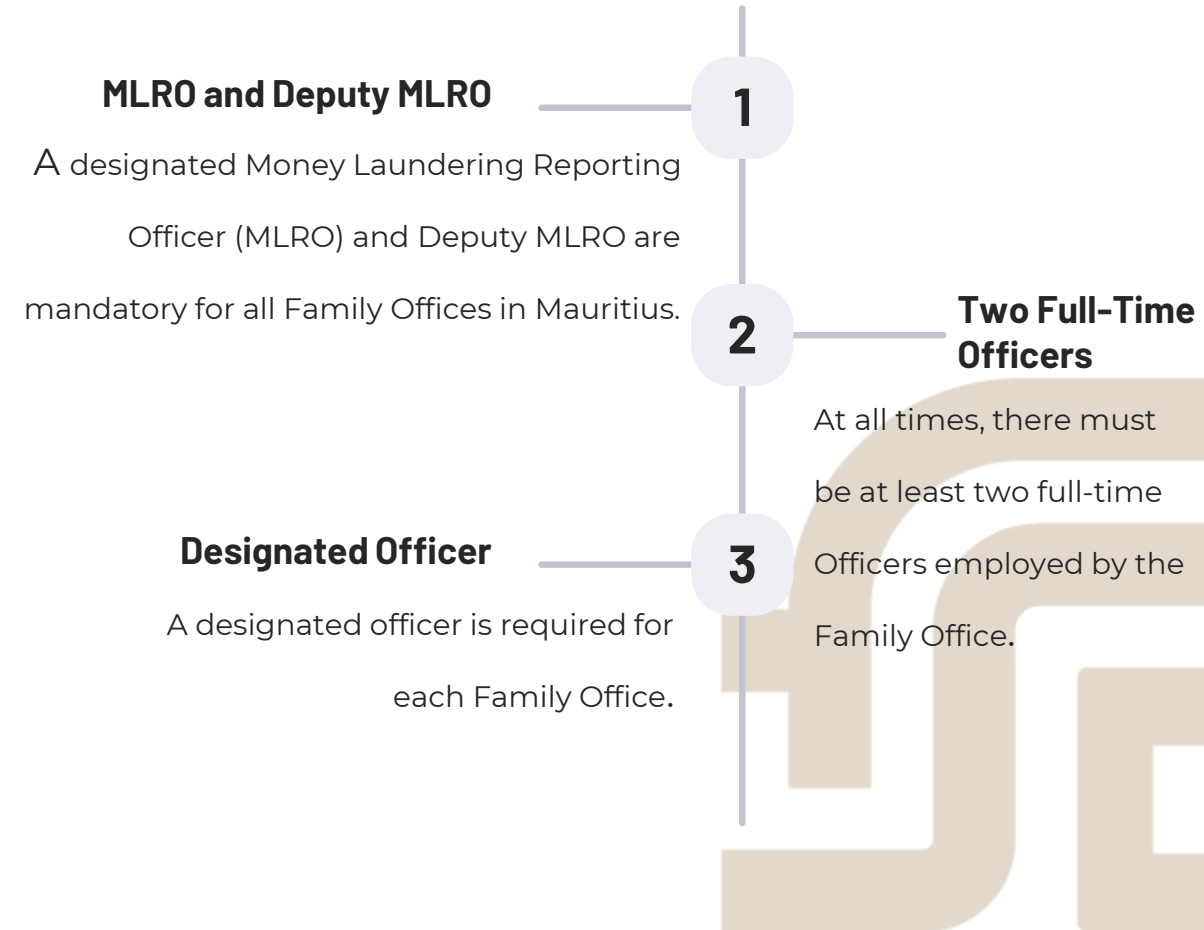 1
MLRO and Deputy MLRO
A designated Money Laundering Reporting
Officer (MLRO) and Deputy MLRO are
mandatory for all Family Offices in Mauritius.
2
Two Full-Time
Officers
At all times, there must
be at least two full-time
Officers employed by the
Family Office.
3
Designated Officer
A designated officer is required for
each Family Office.